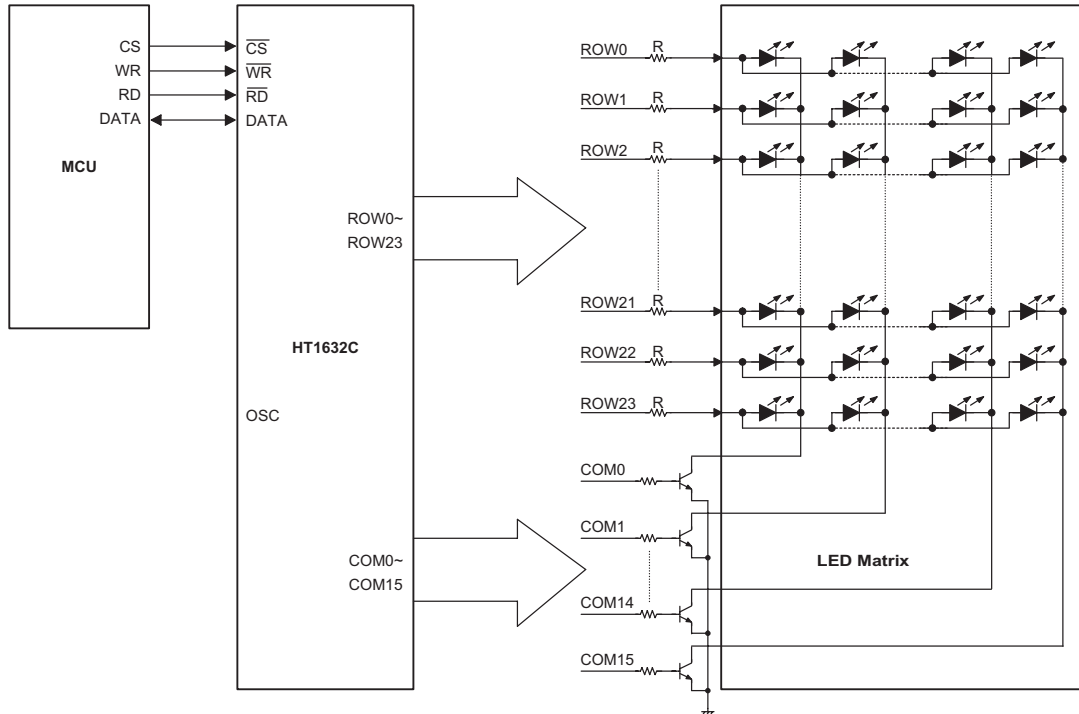 CS
WR
RD
DATA
MCU
CS
WR
RD
DATA
ROW0~
ROW23
HT1632C
OSC
COM0~
COM15
ROW0 R
ROW1 R
ROW2 R
ROW21 R
ROW22 R
ROW23 R
COM0
COM1
COM14
COM15
LED Matrix